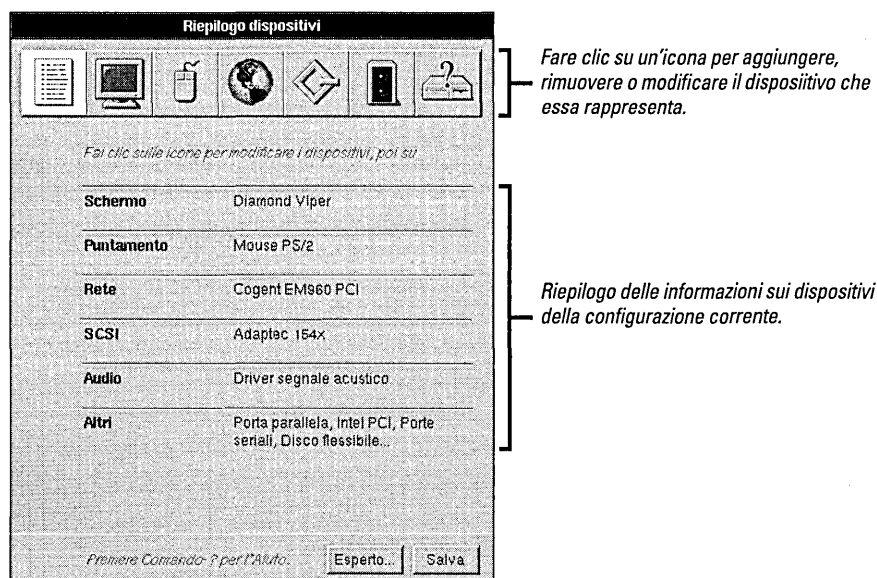 Riepilogo dispositivi
Fare clic su un'icona per aggiungere,
rimuovere o modificare il disposiitivo che
essa rappresenta.
Fai clic sulle icone per modificare i dispositivi, poi su
Schermo Diamond Viper
Puntamento Mouse PS/2
Rete Cogent EM960 PCI
SCSI Adaptec 154x
Audio Driver segnale acustico
Altri Porta parallela, Intel PCI, Porte
seriali, Disco flessibile...
Riepilogo delle informazioni sui dispositivi
della configurazione corrente.
Premere Comando-? per l'Aiuto.
Esperto... Salva